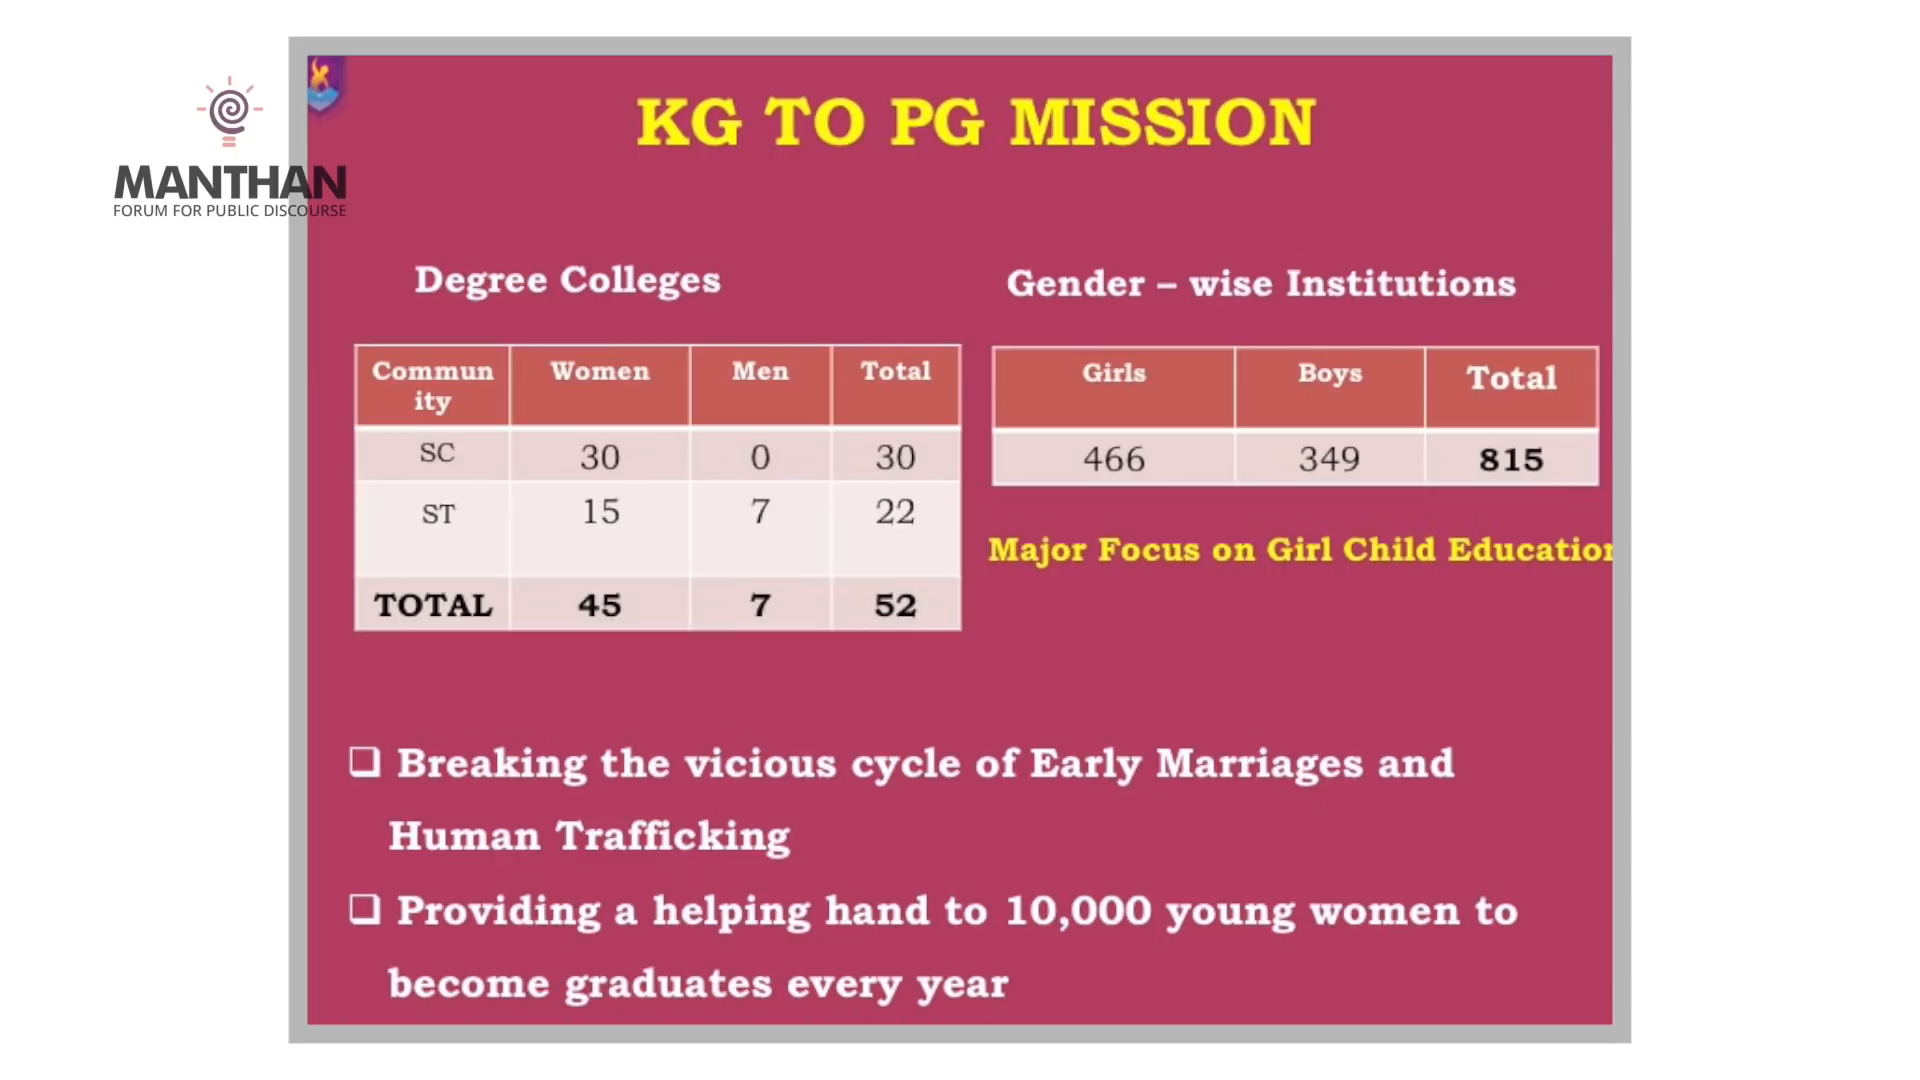 MANTHAN
FORUM FOR PUBLIC DISCOURSE
KG TO PG MISSION
Degree Colleges
Commun
ity
Women
Men
Total
SC
30
0
30
ST
15
7
22
TOTAL
45
7
52
Gender – wise Institutions
Girls
Boys
Total
466
349
815
Major Focus on Girl Child Education
❑ Breaking the vicious cycle of Early Marriages and
Human Trafficking
❑ Providing a helping hand to 10,000 young women to
become graduates every year